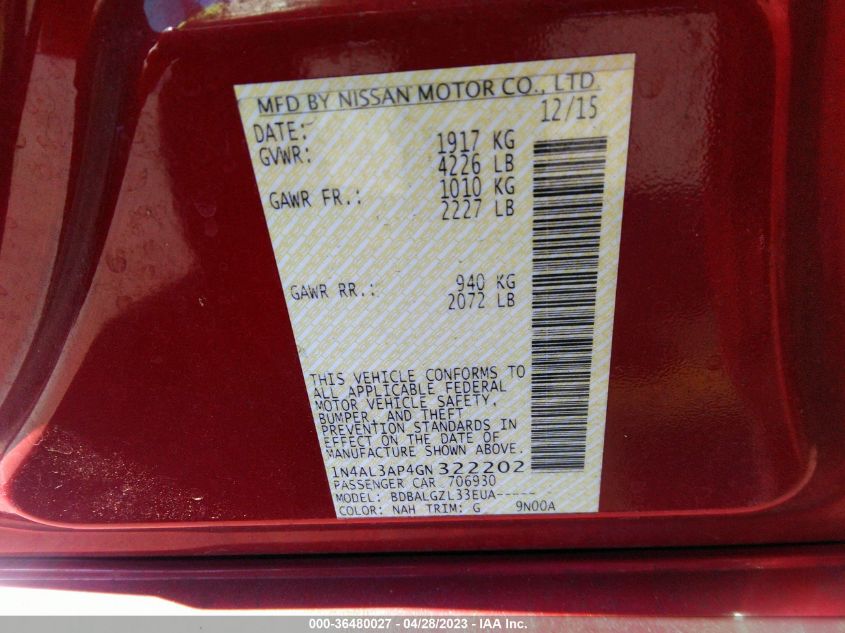 MFD BY NISSAN MOTOR CO., LTD.
DATE: 12/15
GVWR: 1917 KG
4226 LB
GAWR FR.: 1010 KG
2227 LB
GAWR RR.: 940 KG
2072 LB
THIS VEHICLE CONFORMS TO
ALL APPLICABLE FEDERAL
MOTOR VEHICLE SAFETY,
BUMPER, AND THEFT
PREVENTION STANDARDS IN
EFFECT ON THE DATE OF
MANUFACTURE SHOWN ABOVE.
1N4AL3AP4GN322202
PASSENGER CAR 706930
MODEL: BDBALGZL33EUA-----
COLOR: NAH TRIM: G 9N00A
000-36480027 - 04/28/2023 - IAA Inc.